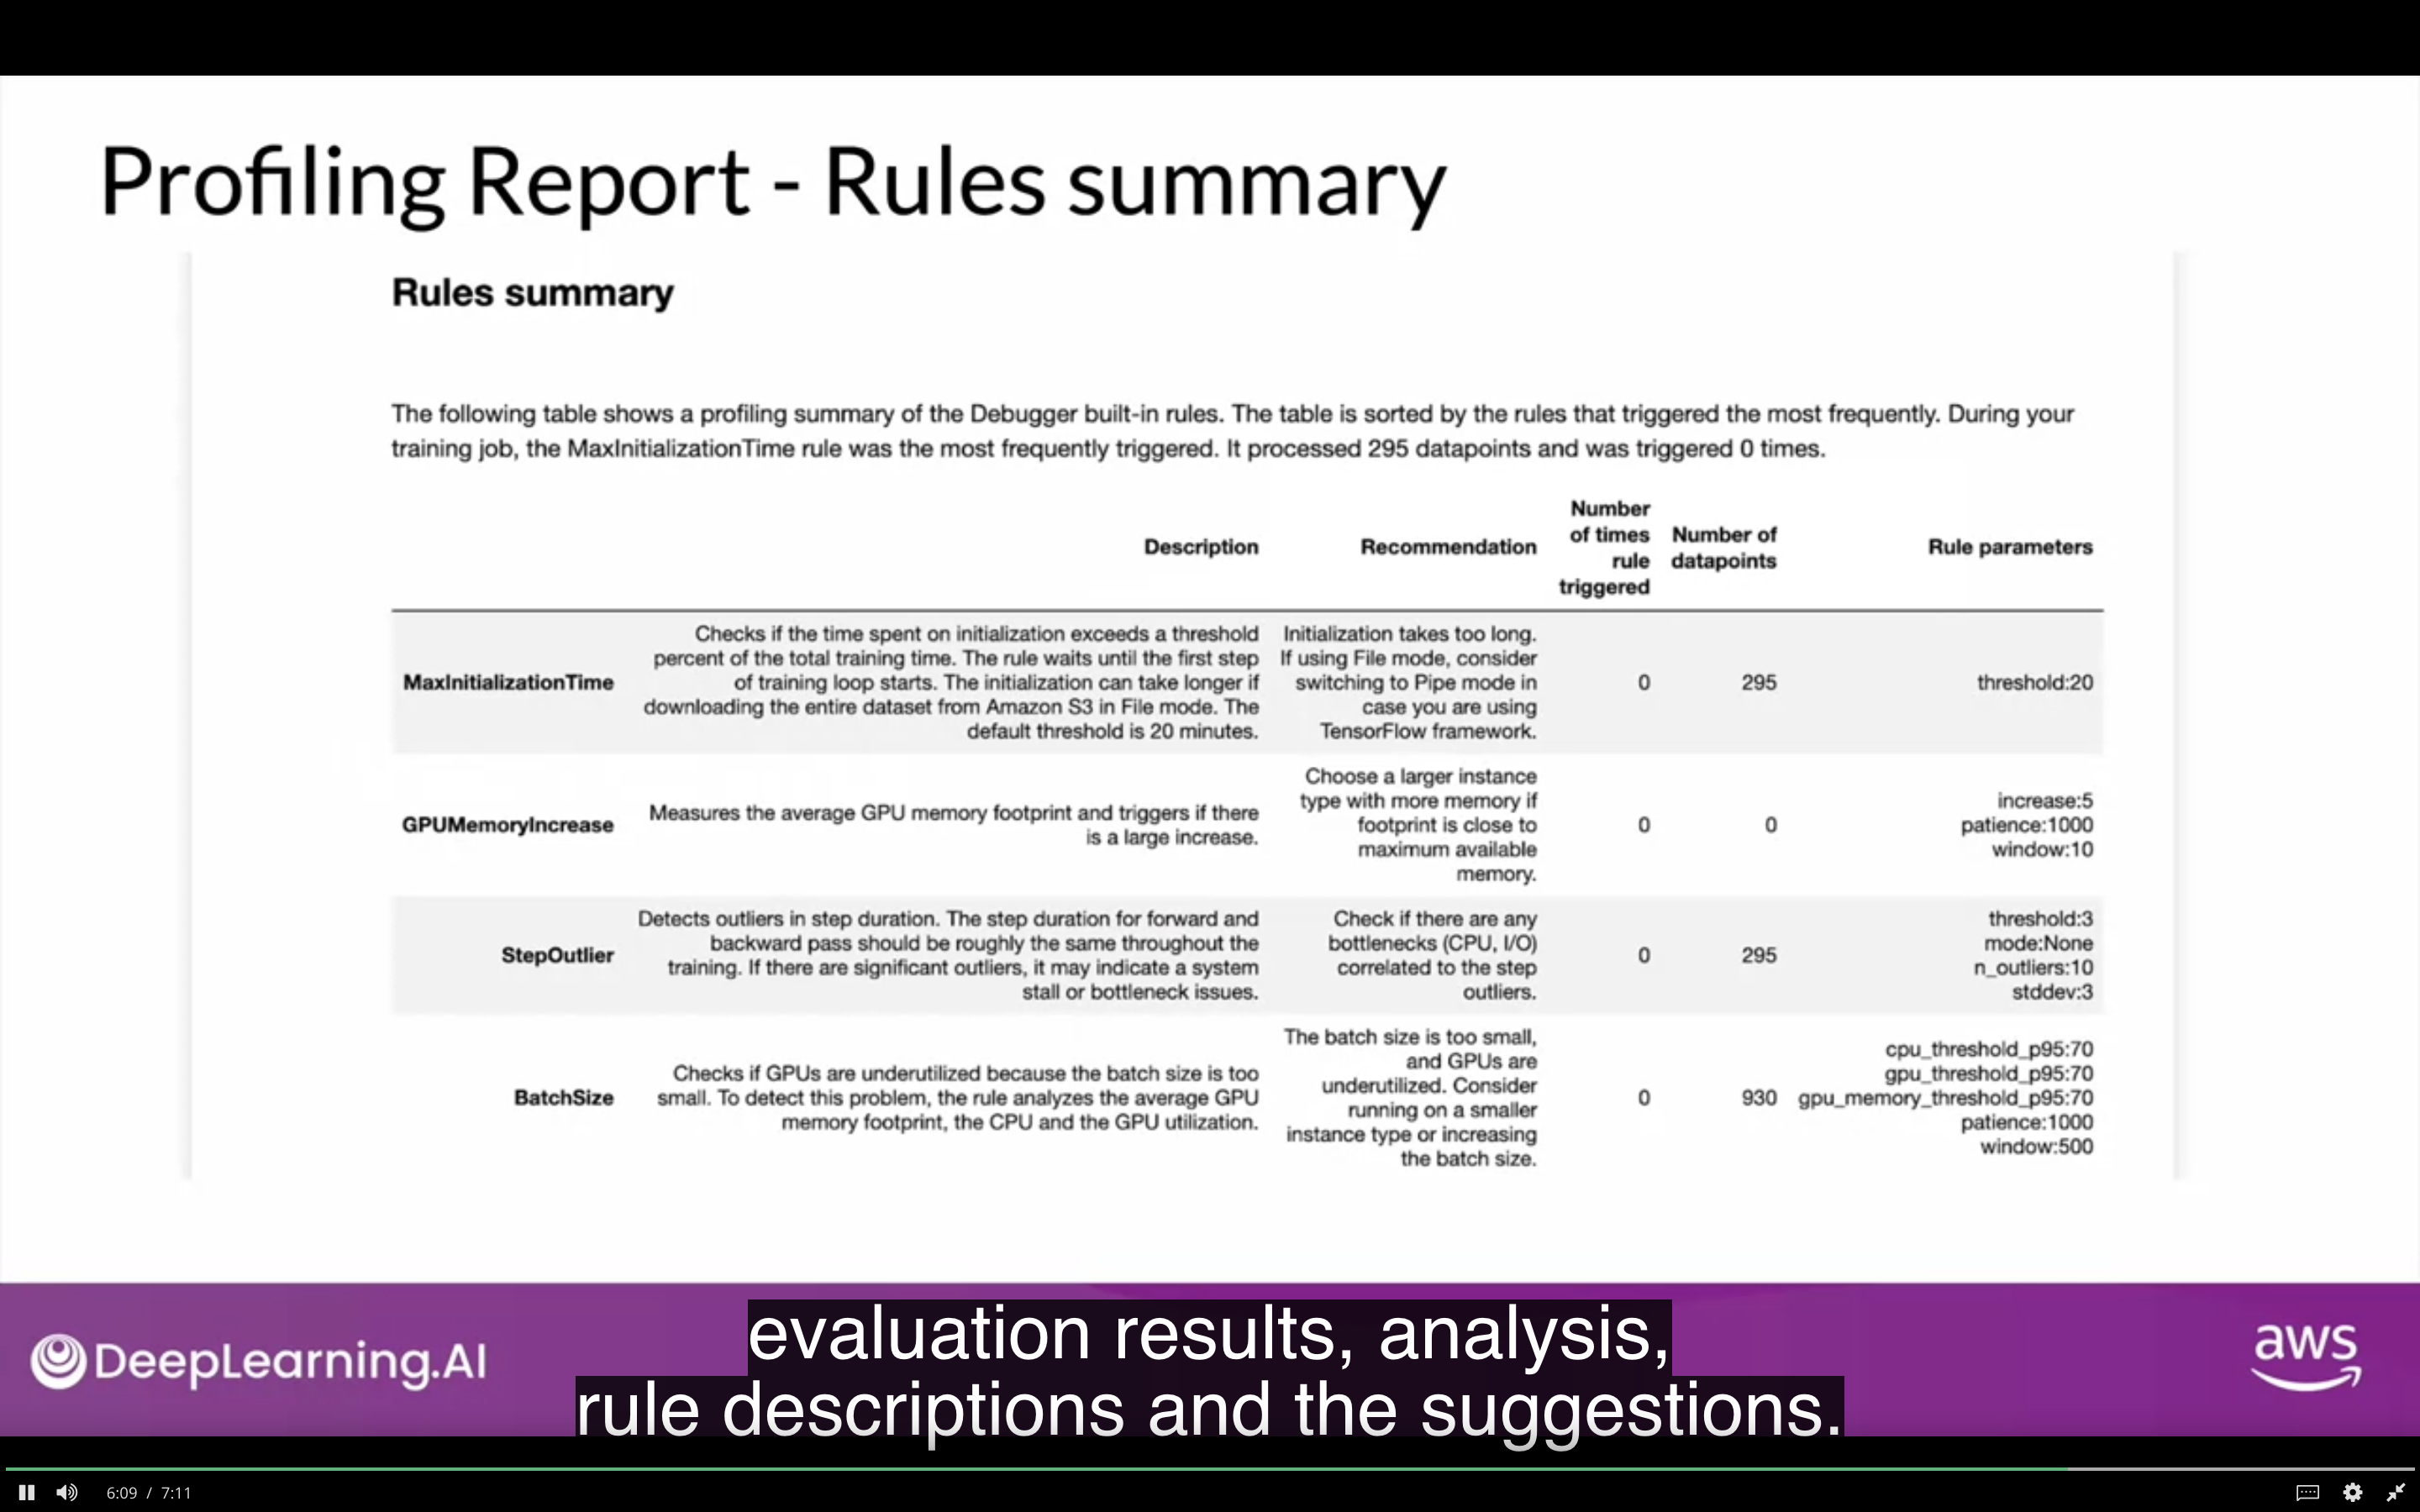 Profiling Report - Rules summary
Rules summary
The following table shows a profiling summary of the Debugger built-in rules. The table is sorted by the rules that triggered the most frequently. During your
training job, the MaxInitializationTime rule was the most frequently triggered. It processed 295 datapoints and was triggered 0 times.
Description
Recommendation
Number
of times
rule
triggered
Number of
datapoints
Rule parameters
MaxInitializationTime
Checks if the time spent on initialization exceeds a threshold
percent of the total training time. The rule waits until the first step
of training loop starts. The initialization can take longer if
downloading the entire dataset from Amazon S3 in File mode. The
default threshold is 20 minutes.
Initialization takes too long.
If using File mode, consider
switching to Pipe mode in
case you are using
TensorFlow framework.
0
295
threshold:20
GPUMemoryIncrease
Measures the average GPU memory footprint and triggers if there
is a large increase.
Choose a larger instance
type with more memory if
footprint is close to
maximum available
memory.
0
0
increase:5
patience:1000
window:10
StepOutlier
Detects outliers in step duration. The step duration for forward and
backward pass should be roughly the same throughout the
training. If there are significant outliers, it may indicate a system
stall or bottleneck issues.
Check if there are any
bottlenecks (CPU, I/O)
correlated to the step
outliers.
0
295
threshold:3
mode:None
n_outliers:10
stddev:3
BatchSize
Checks if GPUs are underutilized because the batch size is too
small. To detect this problem, the rule analyzes the average GPU
memory footprint, the CPU and the GPU utilization.
The batch size is too small,
and GPUs are
underutilized. Consider
running on a smaller
instance type or increasing
the batch size.
0
930
cpu_threshold_p95:70
gpu_threshold_p95:70
gpu_memory_threshold_p95:70
patience:1000
window:500
DeepLearning.AI
evaluation results, analysis,
rule descriptions and the suggestions.
aws
6:09 / 7:11